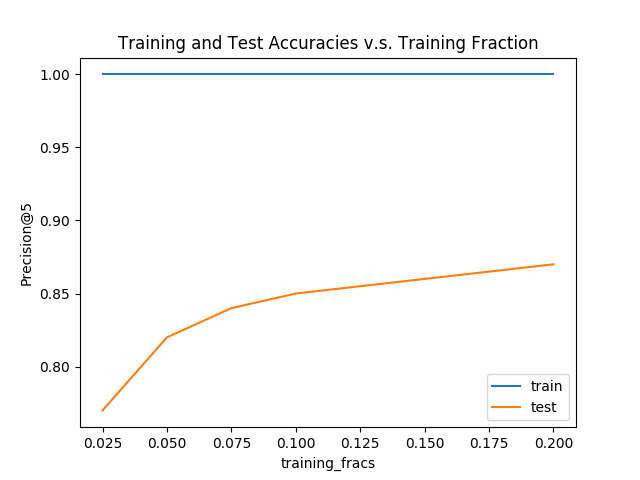 Training and Test Accuracies v.s. Training Fraction
1.00
0.95
0.90
0.85
0.80
Precision@5
0.025 0.050 0.075 0.100 0.125 0.150 0.175 0.200
training_fracs
train
test